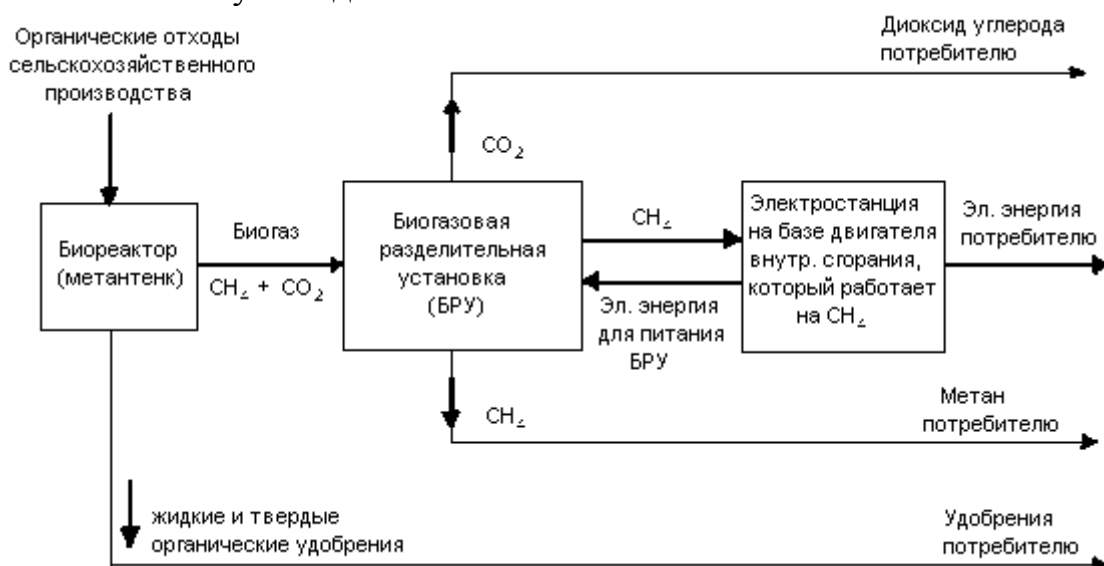 Органические отходы
сельскохозяйственного
производства
Диоксид углерода
потребителю
CO2
Биореактор
(метантенк)
Биогаз
CH4 + CO2
Биогазовая
разделительная
установка
(БРУ)
CH4
Эл. энергия
для питания
БРУ
Электростанция
на базе двигателя
внутр. сгорания,
который работает
на CH4
Эл. энергия
потребителю
CH4
Метан
потребителю
жидкие и твердые
органические удобрения
Удобрения
потребителю